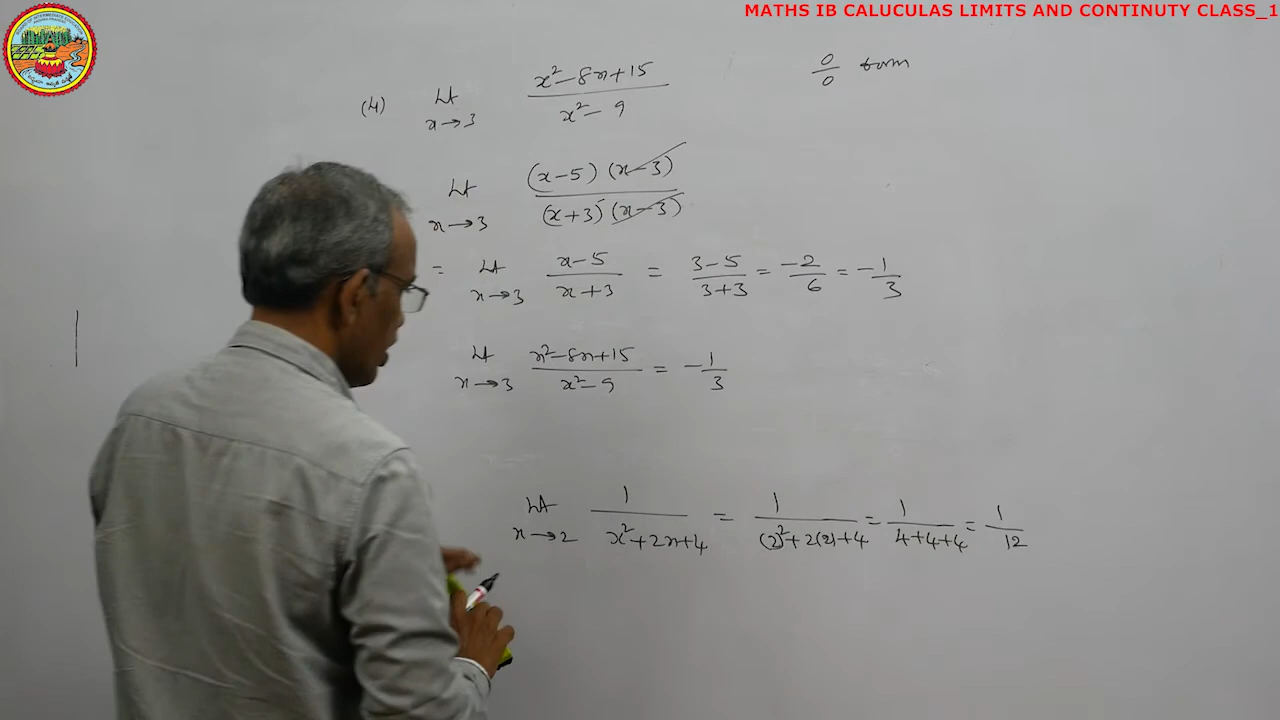 MATHS IB CALUCULAS LIMITS AND CONTINUTY CLASS_1
(4) Lt x→3 (x²-8x+15)/(x²-9) 0/0 form
Lt x→3 (x-5)(x-3)/(x+3)(x-3)
= Lt x→3 (x-5)/(x+3) = (3-5)/(3+3) = -2/6 = -1/3
Lt x→3 (x²-8x+15)/(x²-9) = -1/3
Lt x→2 1/(x²+2x+4) = 1/((2)²+2(2)+4) = 1/(4+4+4) = 1/12